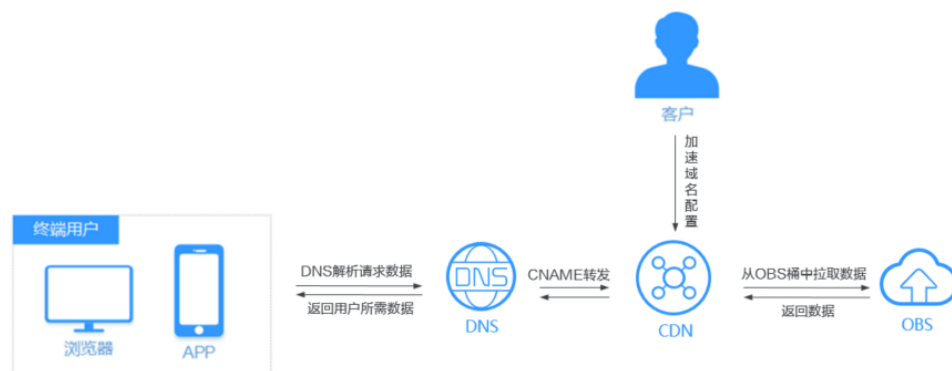 客户
加速域名配置
终端用户
浏览器
APP
DNS解析请求数据
返回用户所需数据
DNS
DNS
CNAME转发
CDN
从OBS桶中拉取数据
返回数据
OBS